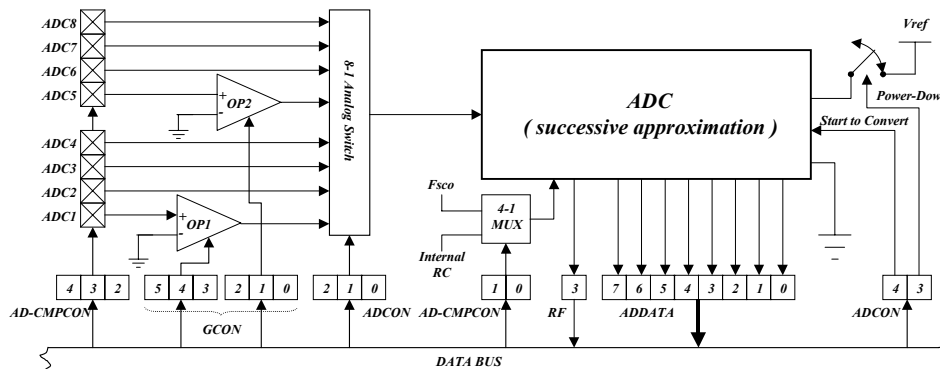 ADC8
ADC7
ADC6
ADC5
ADC4
ADC3
ADC2
ADC1
+
-
OP2
+
-
OP1
8-1 Analog Switch
ADC
( successive approximation )
Vref
Power-Dow
Start to Convert
Fsco
4-1
MUX
Internal
RC
4 3 2
5 4 3
2 1 0
2 1 0
1 0
3
7 6 5 4 3 2 1 0
4 3
AD-CMPCON
GCON
ADCON
AD-CMPCON
RF
ADDATA
ADCON
DATA BUS